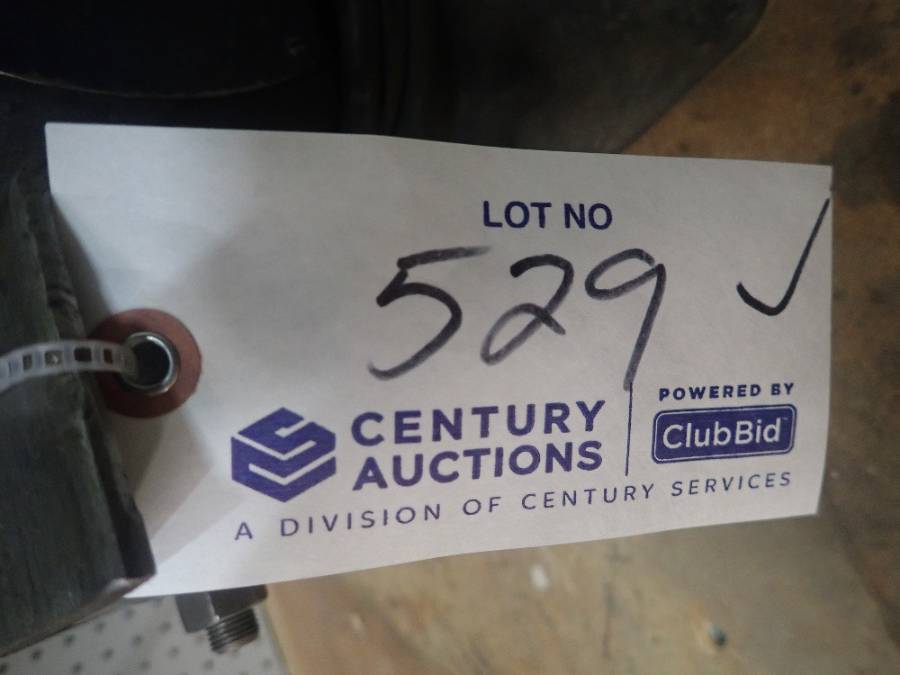 LOT NO
529 ✓
CENTURY
AUCTIONS
POWERED BY
ClubBid
A DIVISION OF CENTURY SERVICES